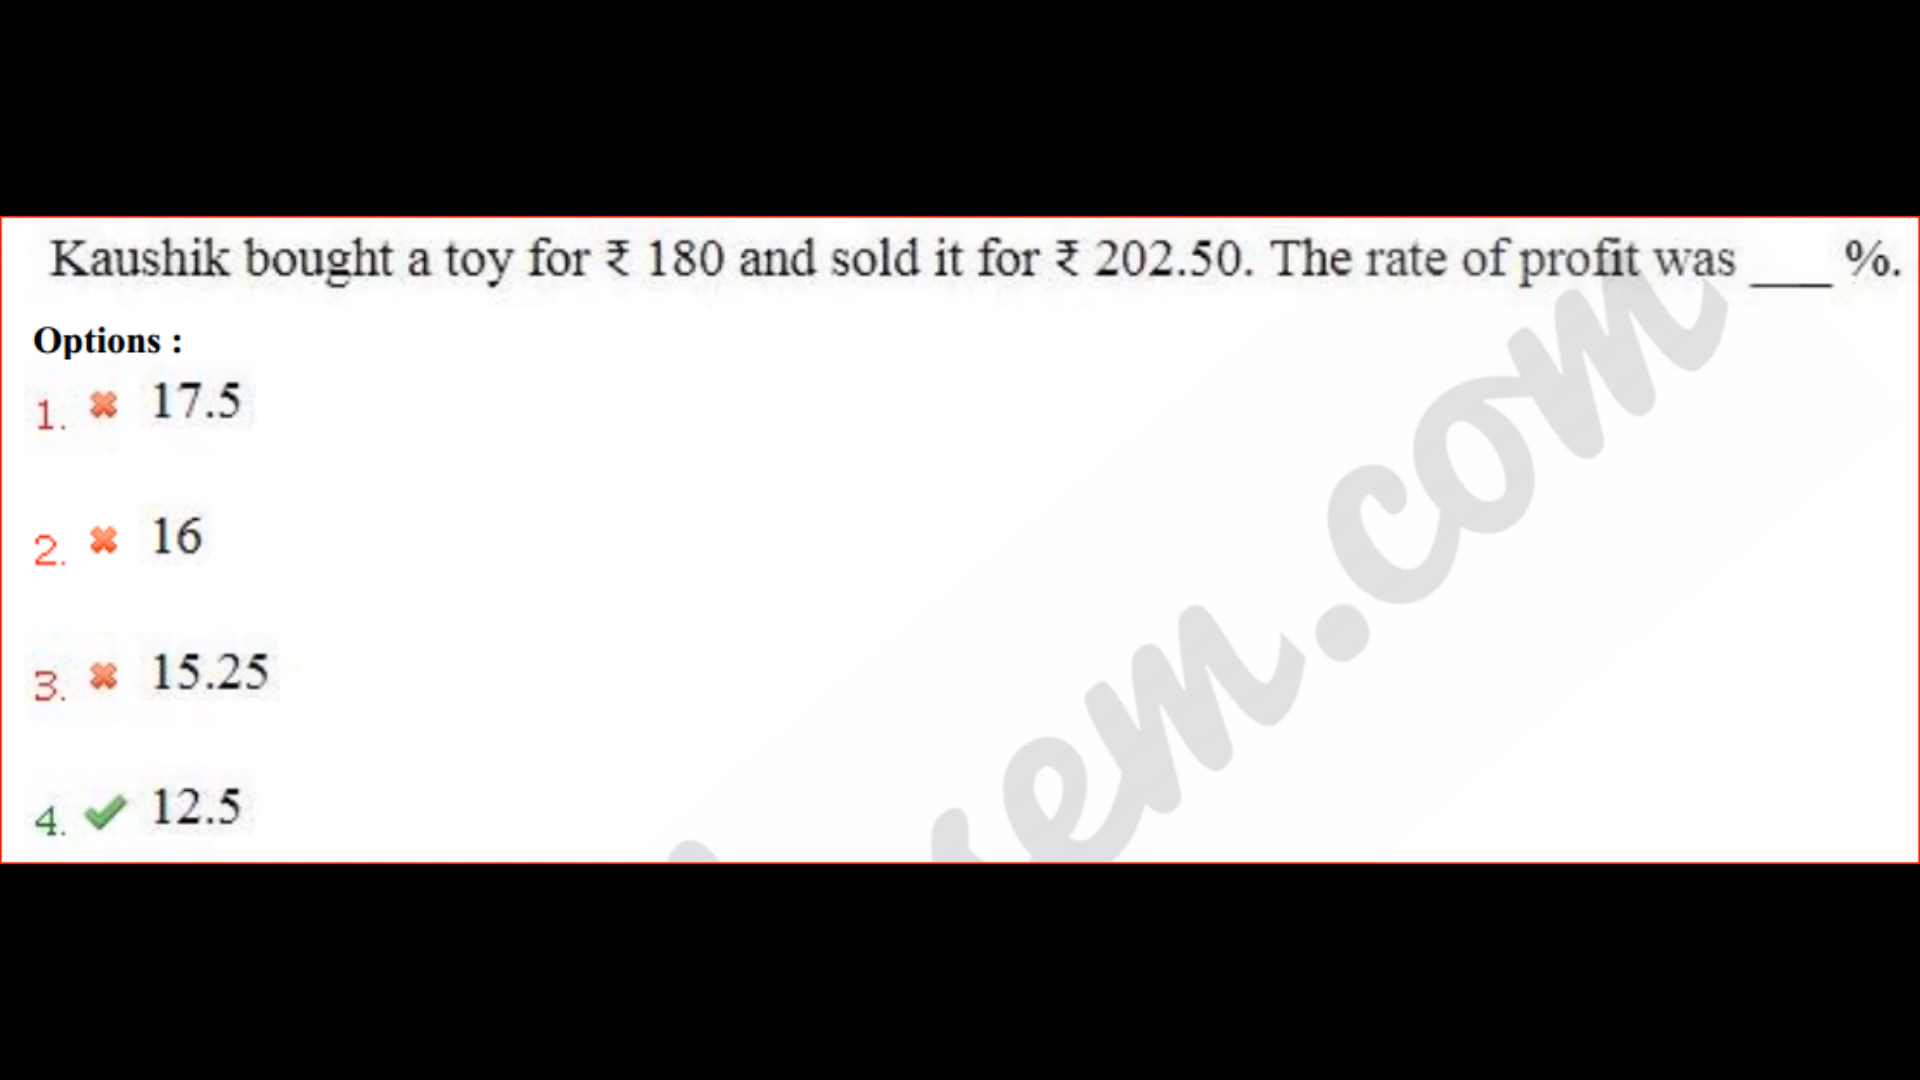 Kaushik bought a toy for ₹ 180 and sold it for ₹ 202.50. The rate of profit was ___ %.
Options :
1. 17.5
2. 16
3. 15.25
4. 12.5